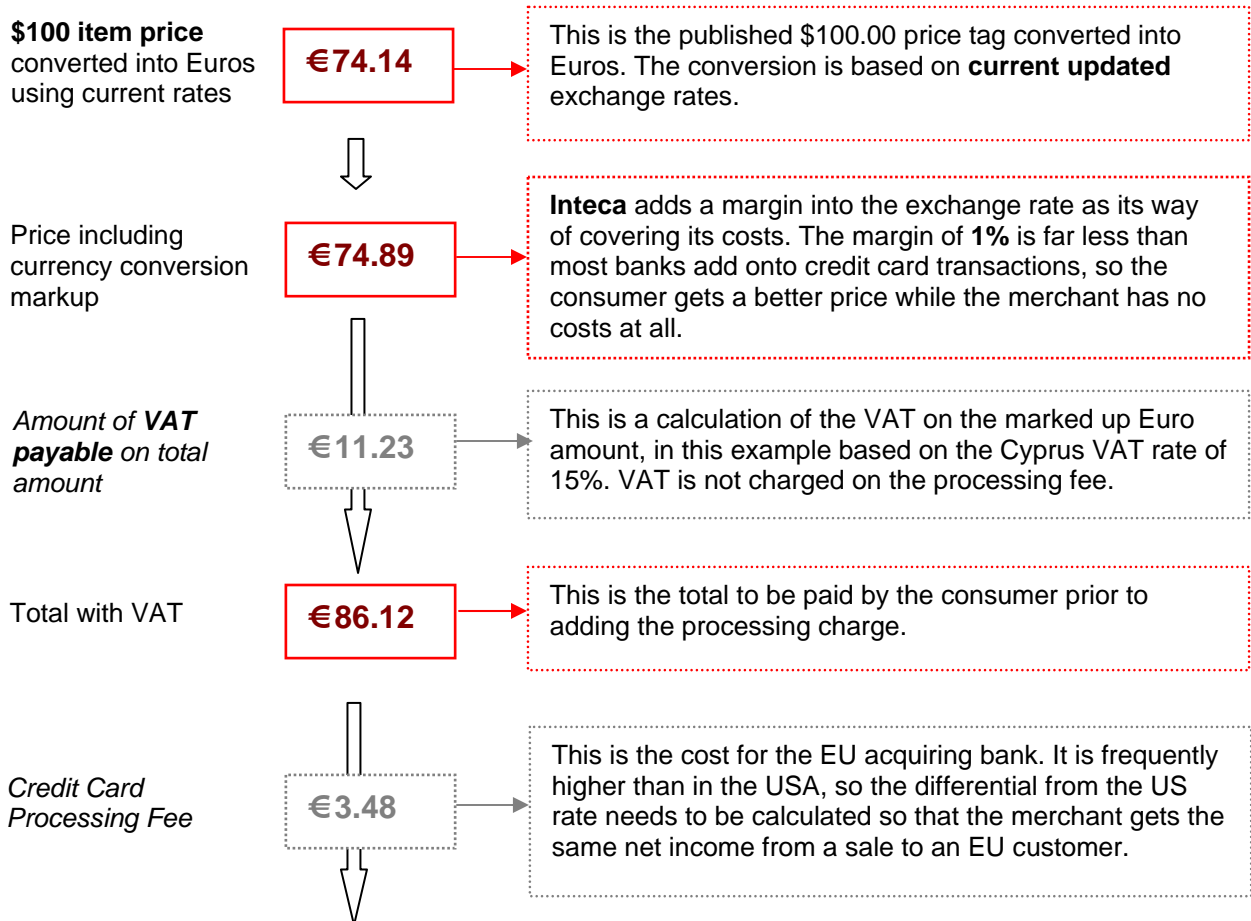 $100 item price
converted into Euros
using current rates
€74.14
This is the published $100.00 price tag converted into
Euros. The conversion is based on current updated
exchange rates.
Price including
currency conversion
markup
€74.89
Inteca adds a margin into the exchange rate as its way
of covering its costs. The margin of 1% is far less than
most banks add onto credit card transactions, so the
consumer gets a better price while the merchant has no
costs at all.
Amount of VAT
payable on total
amount
€11.23
This is a calculation of the VAT on the marked up Euro
amount, in this example based on the Cyprus VAT rate of
15%. VAT is not charged on the processing fee.
Total with VAT
€86.12
This is the total to be paid by the consumer prior to
adding the processing charge.
Credit Card
Processing Fee
€3.48
This is the cost for the EU acquiring bank. It is frequently
higher than in the USA, so the differential from the US
rate needs to be calculated so that the merchant gets the
same net income from a sale to an EU customer.